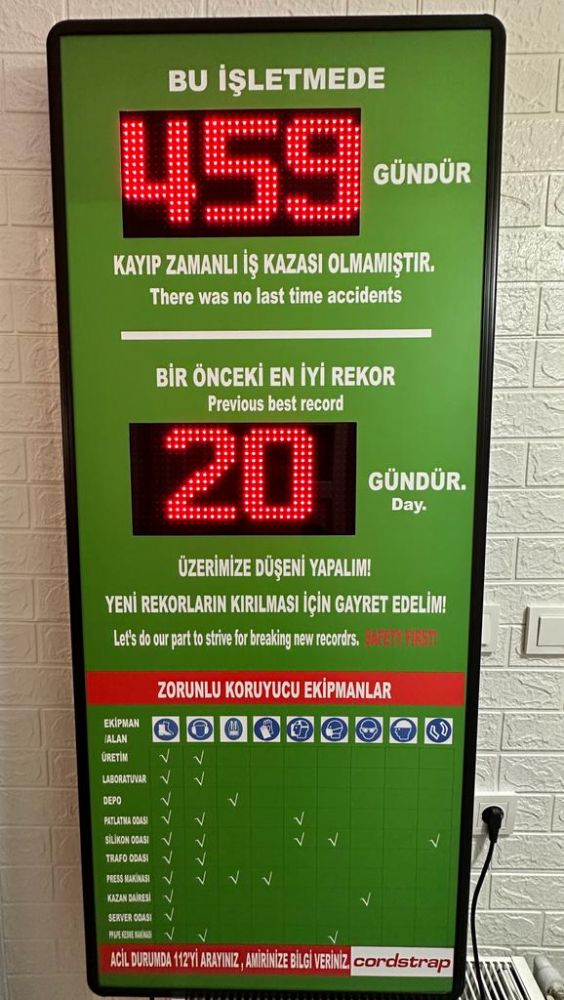 BU İŞLETMEDE
459 GÜNDÜR
KAYIP ZAMANLI İŞ KAZASI OLMAMIŞTIR.
There was no last time accidents
BİR ÖNCEKİ EN İYİ REKOR
Previous best record
20 GÜNDÜR.
Day.
ÜZERİMİZE DÜŞENİ YAPALIM!
YENİ REKORLARIN KIRILMASI İÇİN GAYRET EDELİM!
Let's do our part to strive for breaking new recordrs. SAFETY FIRST!
ZORUNLU KORUYUCU EKİPMANLAR
EKİPMAN
/ALAN
ÜRETİM √ √
LABORATUVAR √ √
DEPO √ √
PATLATMA ODASI √ √ √
SİLİKON ODASI √ √ √ √ √
TRAFO ODASI √ √
PRESS MAKİNASI √ √ √ √
KAZAN DAİRESİ √ √
SERVER ODASI √
KESME MAKİNASI √ √ √
ACİL DURUMDA 112'Yİ ARAYINIZ , AMİRİNİZE BİLGİ VERİNİZ. cordstrap